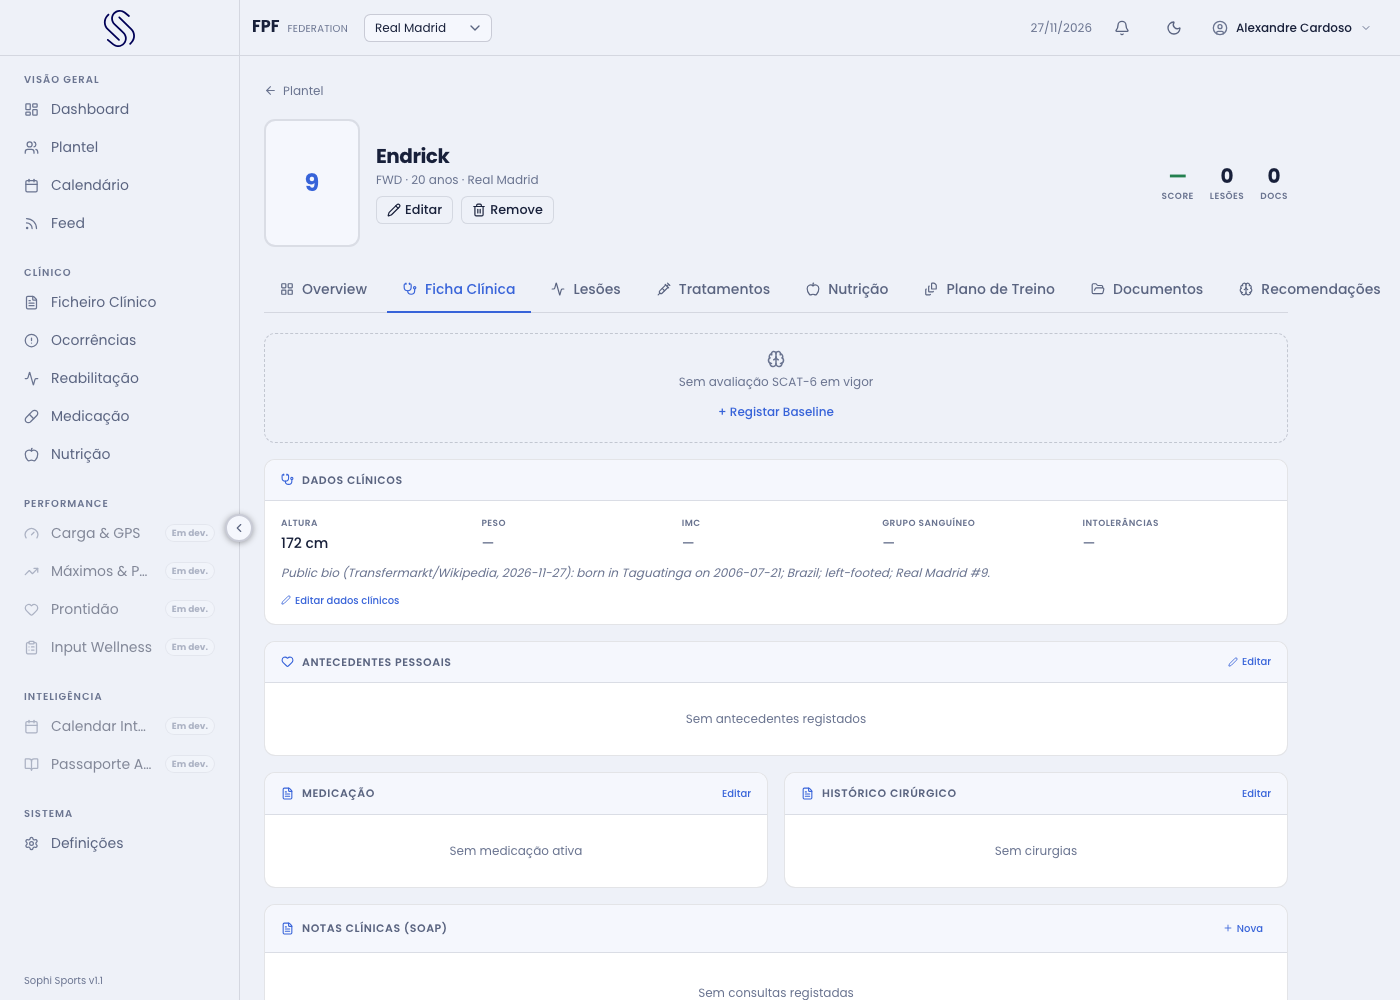 FPF FEDERATION Real Madrid 27/11/2026 Alexandre Cardoso
VISÃO GERAL
Dashboard
Plantel
Calendário
Feed
CLÍNICO
Ficheiro Clínico
Ocorrências
Reabilitação
Medicação
Nutrição
PERFORMANCE
Carga & GPS Em dev.
Máximos & P... Em dev.
Prontidão Em dev.
Input Wellness Em dev.
INTELIGÊNCIA
Calendar Int... Em dev.
Passaporte A... Em dev.
SISTEMA
Definições
Sophi Sports v1.1
Plantel
9
Endrick
FWD · 20 anos · Real Madrid
Editar Remove
— 0 0
SCORE LESÕES DOCS
Overview Ficha Clínica Lesões Tratamentos Nutrição Plano de Treino Documentos Recomendações
Sem avaliação SCAT-6 em vigor
+ Registar Baseline
DADOS CLÍNICOS
ALTURA PESO IMC GRUPO SANGUÍNEO INTOLERÂNCIAS
172 cm — — — —
Public bio (Transfermarkt/Wikipedia, 2026-11-27): born in Taguatinga on 2006-07-21; Brazil; left-footed; Real Madrid #9.
Editar dados clínicos
ANTECEDENTES PESSOAIS Editar
Sem antecedentes registados
MEDICAÇÃO Editar
Sem medicação ativa
HISTÓRICO CIRÚRGICO Editar
Sem cirurgias
NOTAS CLÍNICAS (SOAP) + Nova
Sem consultas registadas